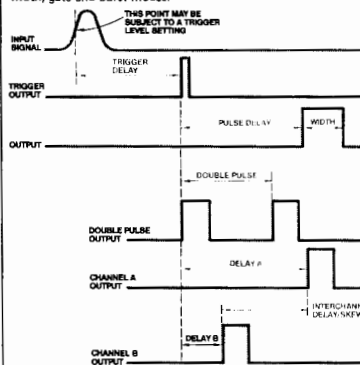 THIS POINT MAY BE
SUBJECT TO A TRIGGER
LEVEL SETTING
INPUT
SIGNAL
TRIGGER
DELAY
TRIGGER
OUTPUT
PULSE DELAY
WIDTH
OUTPUT
DOUBLE PULSE
DOUBLE PULSE
OUTPUT
DELAY A
CHANNEL A
OUTPUT
DELAY B
CHANNEL B
OUTPUT